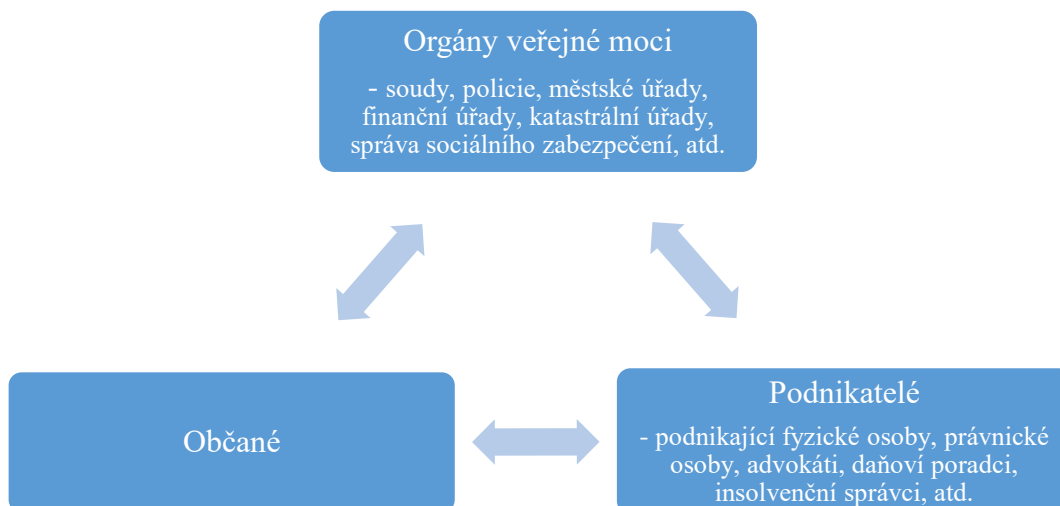 Orgány veřejné moci
- soudy, policie, městské úřady,
finanční úřady, katastrální úřady,
správa sociálního zabezpečení, atd.
Občané
Podnikatelé
- podnikající fyzické osoby, právnické
osoby, advokáti, daňoví poradci,
insolvenční správci, atd.